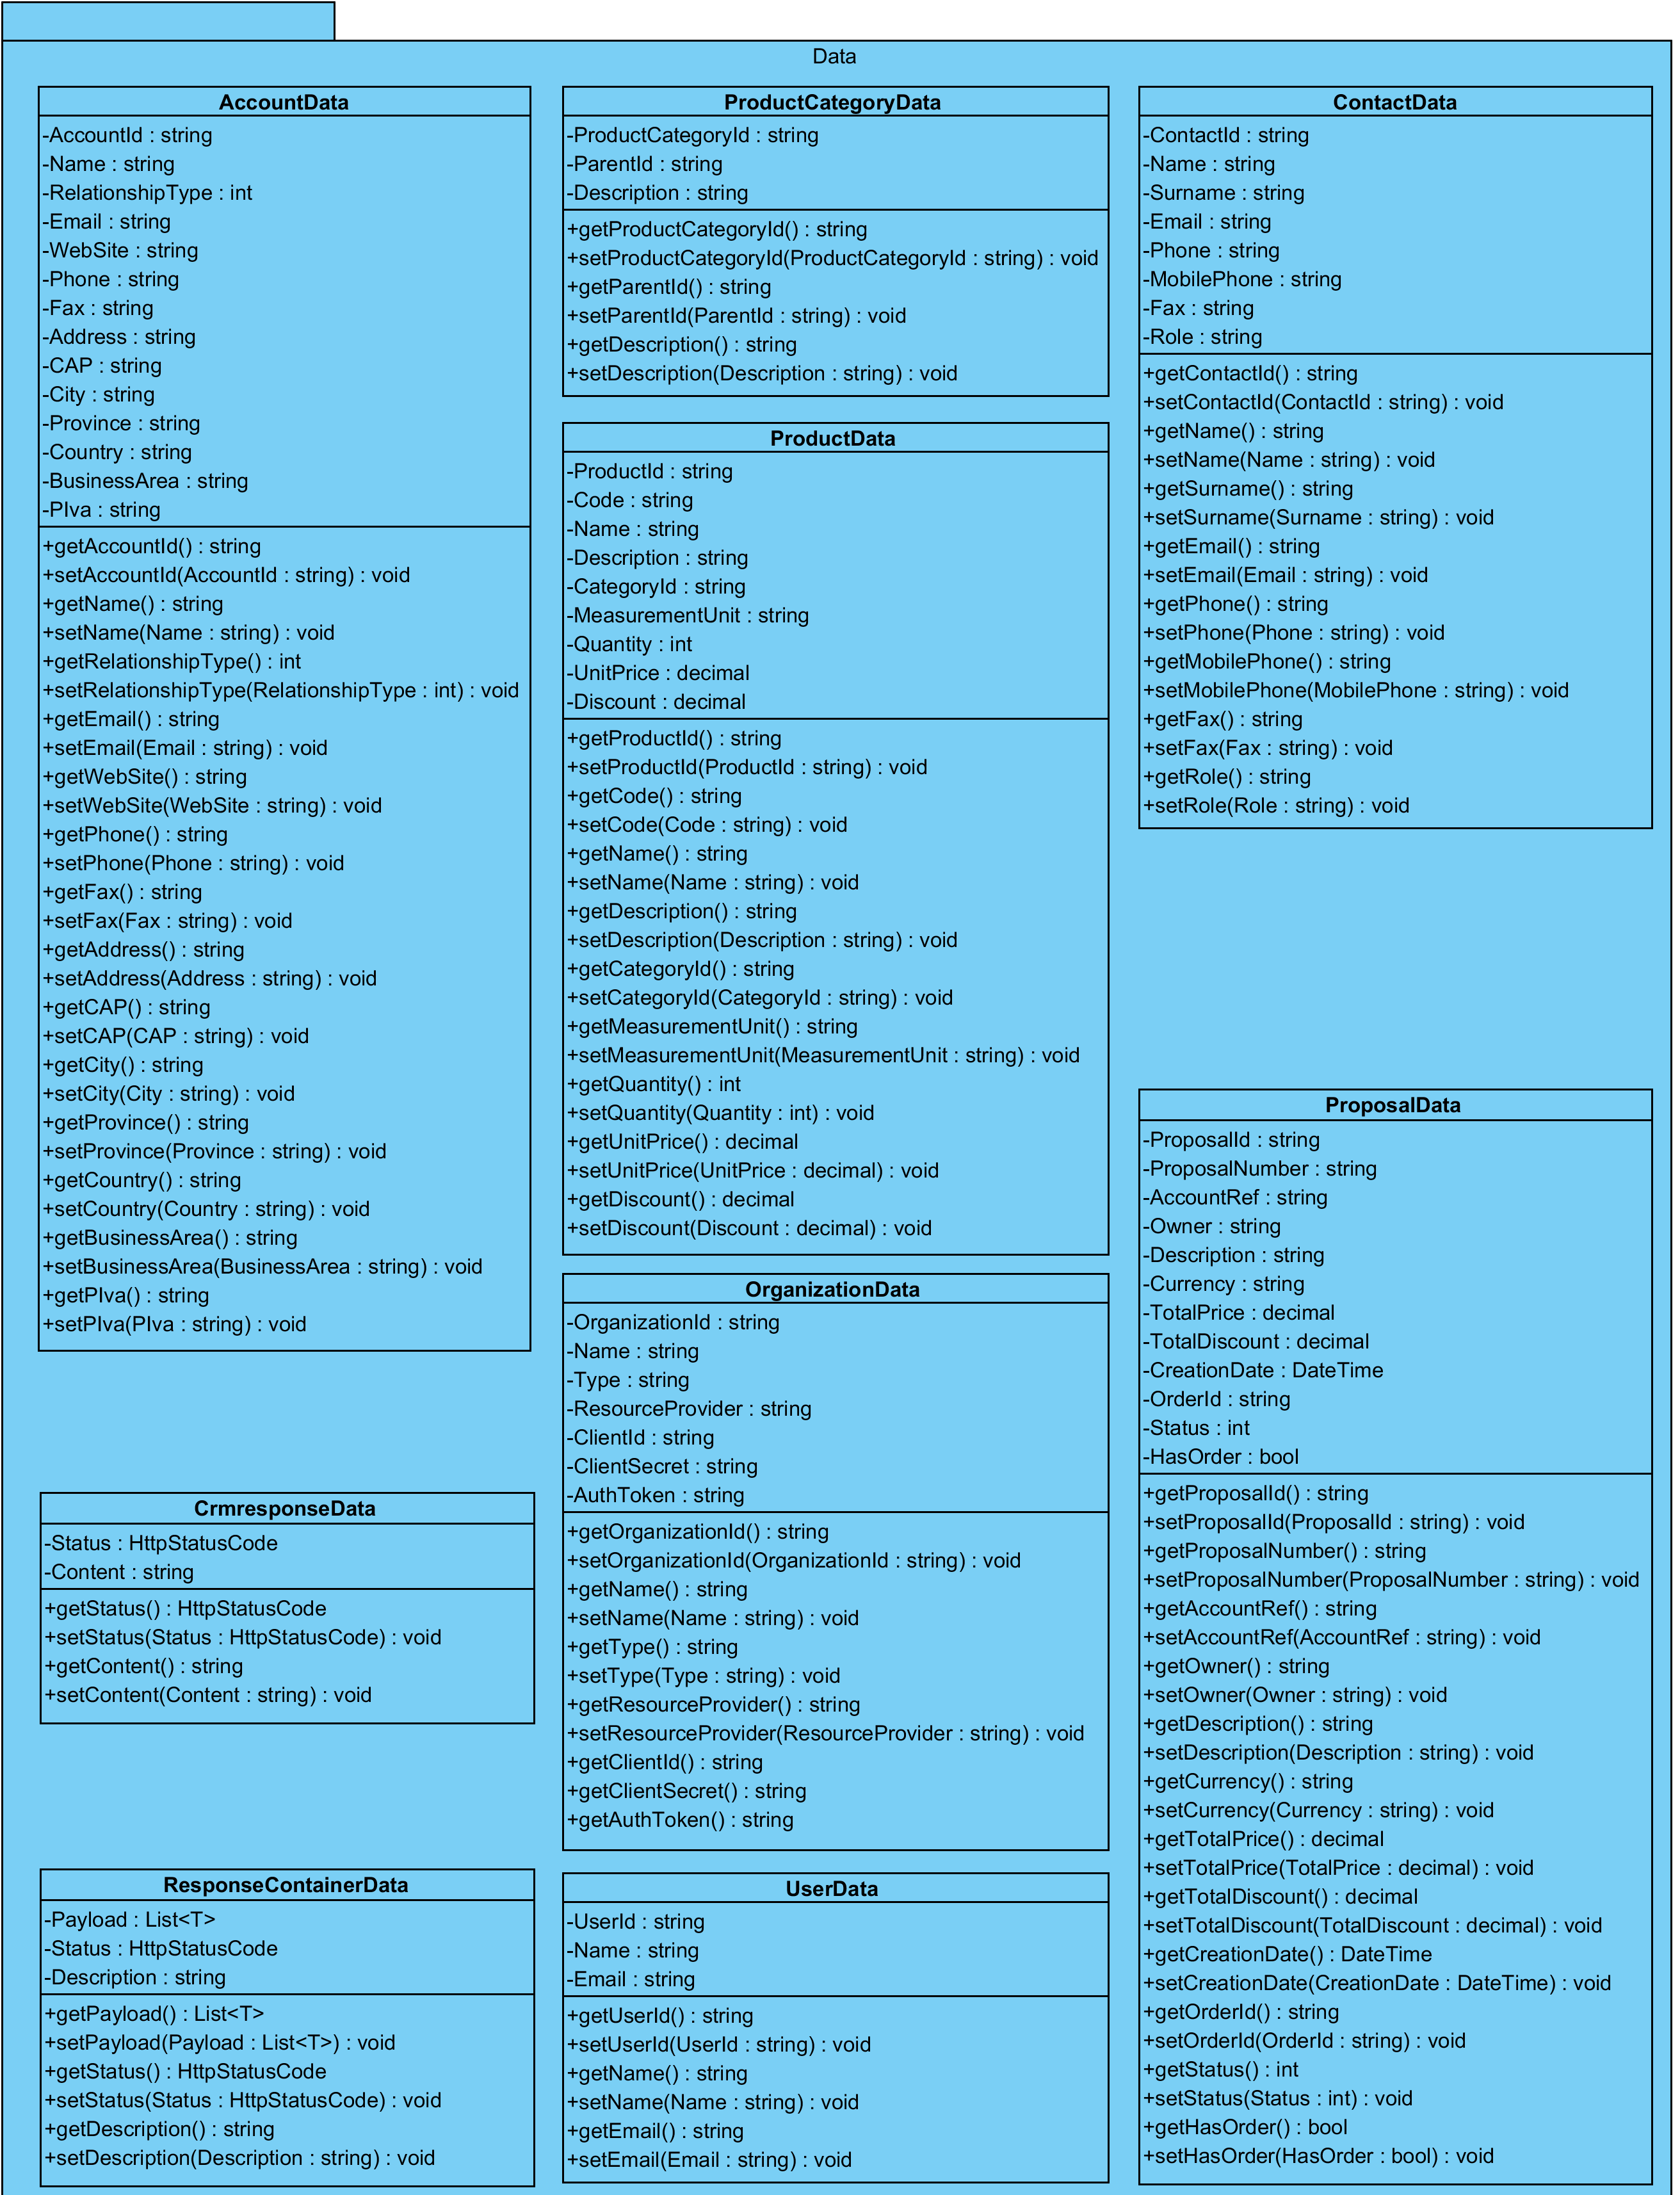 Data
AccountData
-AccountId : string
-Name : string
-RelationshipType : int
-Email : string
-WebSite : string
-Phone : string
-Fax : string
-Address : string
-CAP : string
-City : string
-Province : string
-Country : string
-BusinessArea : string
-PIva : string
+getAccountId() : string
+setAccountId(AccountId : string) : void
+getName() : string
+setName(Name : string) : void
+getRelationshipType() : int
+setRelationshipType(RelationshipType : int) : void
+getEmail() : string
+setEmail(Email : string) : void
+getWebSite() : string
+setWebSite(WebSite : string) : void
+getPhone() : string
+setPhone(Phone : string) : void
+getFax() : string
+setFax(Fax : string) : void
+getAddress() : string
+setAddress(Address : string) : void
+getCAP() : string
+setCAP(CAP : string) : void
+getCity() : string
+setCity(City : string) : void
+getProvince() : string
+setProvince(Province : string) : void
+getCountry() : string
+setCountry(Country : string) : void
+getBusinessArea() : string
+setBusinessArea(BusinessArea : string) : void
+getPIva() : string
+setPIva(PIva : string) : void
CrmresponseData
-Status : HttpStatusCode
-Content : string
+getStatus() : HttpStatusCode
+setStatus(Status : HttpStatusCode) : void
+getContent() : string
+setContent(Content : string) : void
ResponseContainerData
-Payload : List<T>
-Status : HttpStatusCode
-Description : string
+getPayload() : List<T>
+setPayload(Payload : List<T>) : void
+getStatus() : HttpStatusCode
+setStatus(Status : HttpStatusCode) : void
+getDescription() : string
+setDescription(Description : string) : void
ProductCategoryData
-ProductCategoryId : string
-ParentId : string
-Description : string
+getProductCategoryId() : string
+setProductCategoryId(ProductCategoryId : string) : void
+getParentId() : string
+setParentId(ParentId : string) : void
+getDescription() : string
+setDescription(Description : string) : void
ProductData
-ProductId : string
-Code : string
-Name : string
-Description : string
-CategoryId : string
-MeasurementUnit : string
-Quantity : int
-UnitPrice : decimal
-Discount : decimal
+getProductId() : string
+setProductId(ProductId : string) : void
+getCode() : string
+setCode(Code : string) : void
+getName() : string
+setName(Name : string) : void
+getDescription() : string
+setDescription(Description : string) : void
+getCategoryId() : string
+setCategoryId(CategoryId : string) : void
+getMeasurementUnit() : string
+setMeasurementUnit(MeasurementUnit : string) : void
+getQuantity() : int
+setQuantity(Quantity : int) : void
+getUnitPrice() : decimal
+setUnitPrice(UnitPrice : decimal) : void
+getDiscount() : decimal
+setDiscount(Discount : decimal) : void
OrganizationData
-OrganizationId : string
-Name : string
-Type : string
-ResourceProvider : string
-ClientId : string
-ClientSecret : string
-AuthToken : string
+getOrganizationId() : string
+setOrganizationId(OrganizationId : string) : void
+getName() : string
+setName(Name : string) : void
+getType() : string
+setType(Type : string) : void
+getResourceProvider() : string
+setResourceProvider(ResourceProvider : string) : void
+getClientId() : string
+getClientSecret() : string
+getAuthToken() : string
UserData
-UserId : string
-Name : string
-Email : string
+getUserId() : string
+setUserId(UserId : string) : void
+getName() : string
+setName(Name : string) : void
+getEmail() : string
+setEmail(Email : string) : void
ContactData
-ContactId : string
-Name : string
-Surname : string
-Email : string
-Phone : string
-MobilePhone : string
-Fax : string
-Role : string
+getContactId() : string
+setContactId(ContactId : string) : void
+getName() : string
+setName(Name : string) : void
+getSurname() : string
+setSurname(Surname : string) : void
+getEmail() : string
+setEmail(Email : string) : void
+getPhone() : string
+setPhone(Phone : string) : void
+getMobilePhone() : string
+setMobilePhone(MobilePhone : string) : void
+getFax() : string
+setFax(Fax : string) : void
+getRole() : string
+setRole(Role : string) : void
ProposalData
-ProposalId : string
-ProposalNumber : string
-AccountRef : string
-Owner : string
-Description : string
-Currency : string
-TotalPrice : decimal
-TotalDiscount : decimal
-CreationDate : DateTime
-OrderId : string
-Status : int
-HasOrder : bool
+getProposalId() : string
+setProposalId(ProposalId : string) : void
+getProposalNumber() : string
+setProposalNumber(ProposalNumber : string) : void
+getAccountRef() : string
+setAccountRef(AccountRef : string) : void
+getOwner() : string
+setOwner(Owner : string) : void
+getDescription() : string
+setDescription(Description : string) : void
+getCurrency() : string
+setCurrency(Currency : string) : void
+getTotalPrice() : decimal
+setTotalPrice(TotalPrice : decimal) : void
+getTotalDiscount() : decimal
+setTotalDiscount(TotalDiscount : decimal) : void
+getCreationDate() : DateTime
+setCreationDate(CreationDate : DateTime) : void
+getOrderId() : string
+setOrderId(OrderId : string) : void
+getStatus() : int
+setStatus(Status : int) : void
+getHasOrder() : bool
+setHasOrder(HasOrder : bool) : void